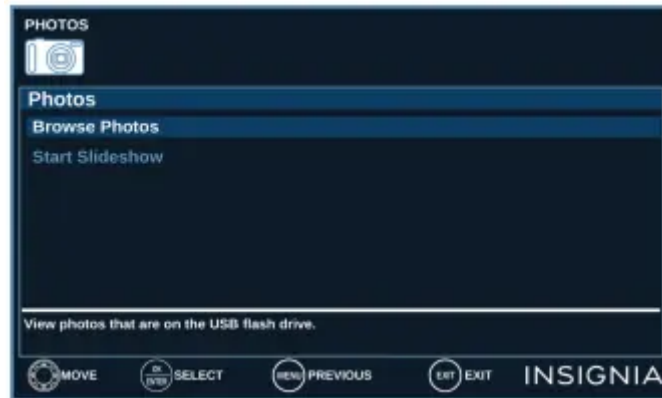 PHOTOS
Photos
Browse Photos
Start Slideshow
View photos that are on the USB flash drive.
MOVE OK ENTER SELECT MENU PREVIOUS EXIT EXIT INSIGNIA